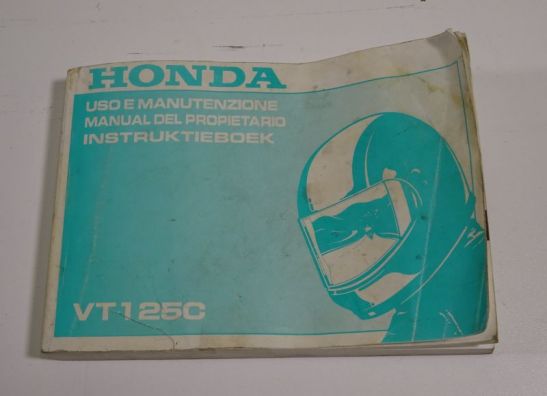 HONDA
USO E MANUTENZIONE
MANUAL DEL PROPIETARIO
INSTRUKTIEBOEK
VT125C